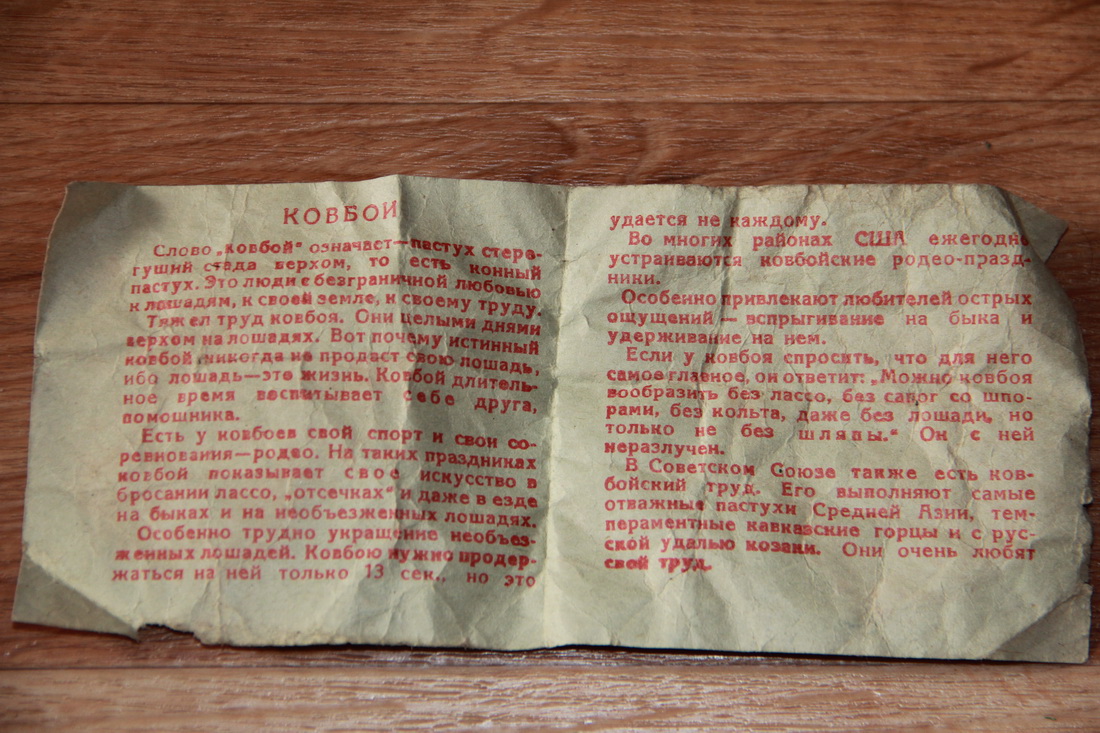 КОВБОИ
Слово „ковбой“ означает—пастух стере-
гущий стада верхом, то есть конный
пастух. Это люди с безграничной любовью
к лошадям, к своей земле, к своему труду.
Тяжел труд ковбоя. Они целыми днями
верхом на лошадях. Вот почему истинный
ковбой никогда не продаст свою лошадь,
ибо лошадь—это жизнь. Ковбой длитель-
ное время воспитывает себе друга,
помощника.
Есть у ковбоев свой спорт и свои со-
ревнования—родео. На таких праздниках
ковбой показывает свое искусство в
бросании лассо, „отсечках“ и даже в езде
на быках и на необъезженных лошадях.
Особенно трудно укращение необъез-
женных лошадей. Ковбою нужно продер-
жаться на ней только 13 сек., но это
удается не каждому.
Во многих районах США ежегодно
устраиваются ковбойские родео-празд-
ники.
Особенно привлекают любителей острых
ощущений — вспрыгивание на быка и
удерживание на нем.
Если у ковбоя спросить, что для него
самое главное, он ответит: „Можно ковбоя
вообразить без лассо, без сапог со шпо-
рами, без кольта, даже без лошади, но
только не без шляпы.“ Он с ней
неразлучен.
В Советском Союзе также есть ков-
бойский труд. Его выполняют самые
отважные пастухи Средней Азии, тем-
пераментные кавказские горцы и с рус-
ской удалью козаки. Они очень любят
свой труд.